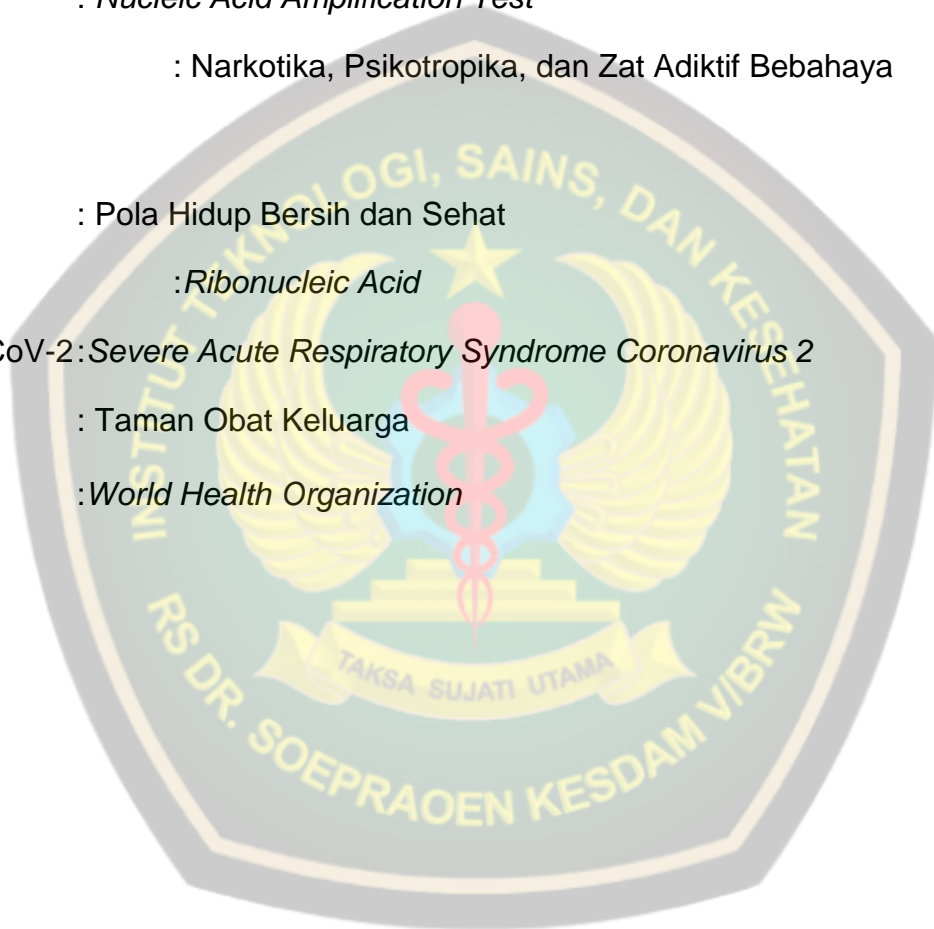 : Nucleic Acid Amplification Test
: Narkotika, Psikotropika, dan Zat Adiktif Bebahaya
: Pola Hidup Bersih dan Sehat
:Ribonucleic Acid
CoV-2:Severe Acute Respiratory Syndrome Coronavirus 2
: Taman Obat Keluarga
:World Health Organization
INSTITUT TEKNOLOGI, SAINS, DAN KESEHATAN
TAKSA SUJATI UTAMA
RS DR. SOEPRAOEN KESDAM V/BRW